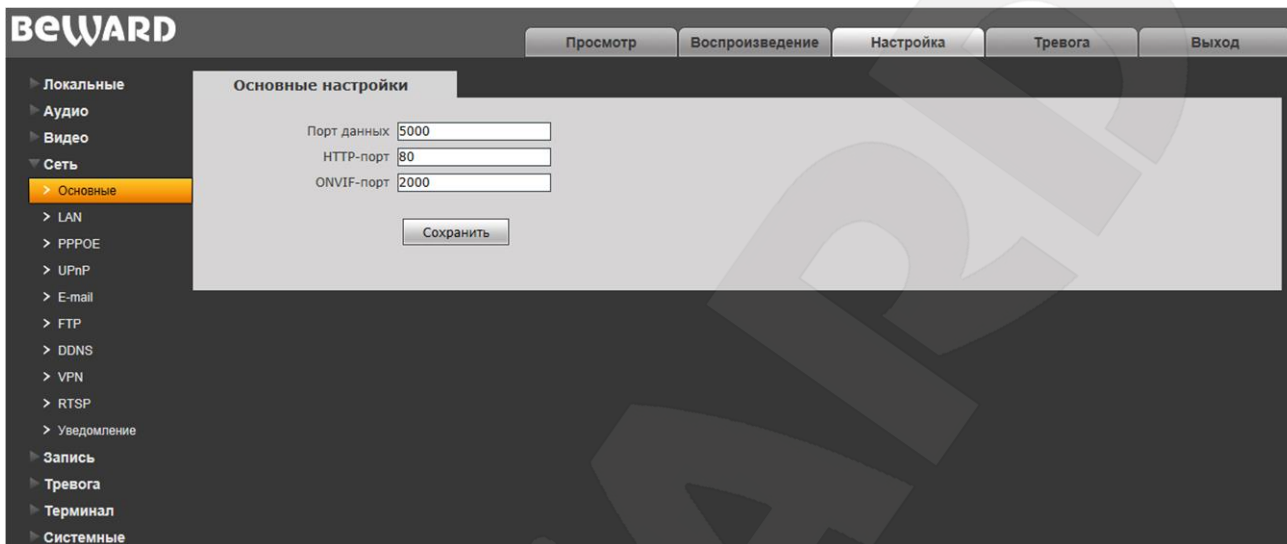 BEWARD
Просмотр Воспроизведение Настройка Тревога Выход
Локальные
Аудио
Видео
Сеть
Основные
LAN
PPPOE
UPnP
E-mail
FTP
DDNS
VPN
RTSP
Уведомление
Запись
Тревога
Терминал
Системные
Основные настройки
Порт данных 5000
HTTP-порт 80
ONVIF-порт 2000
Сохранить